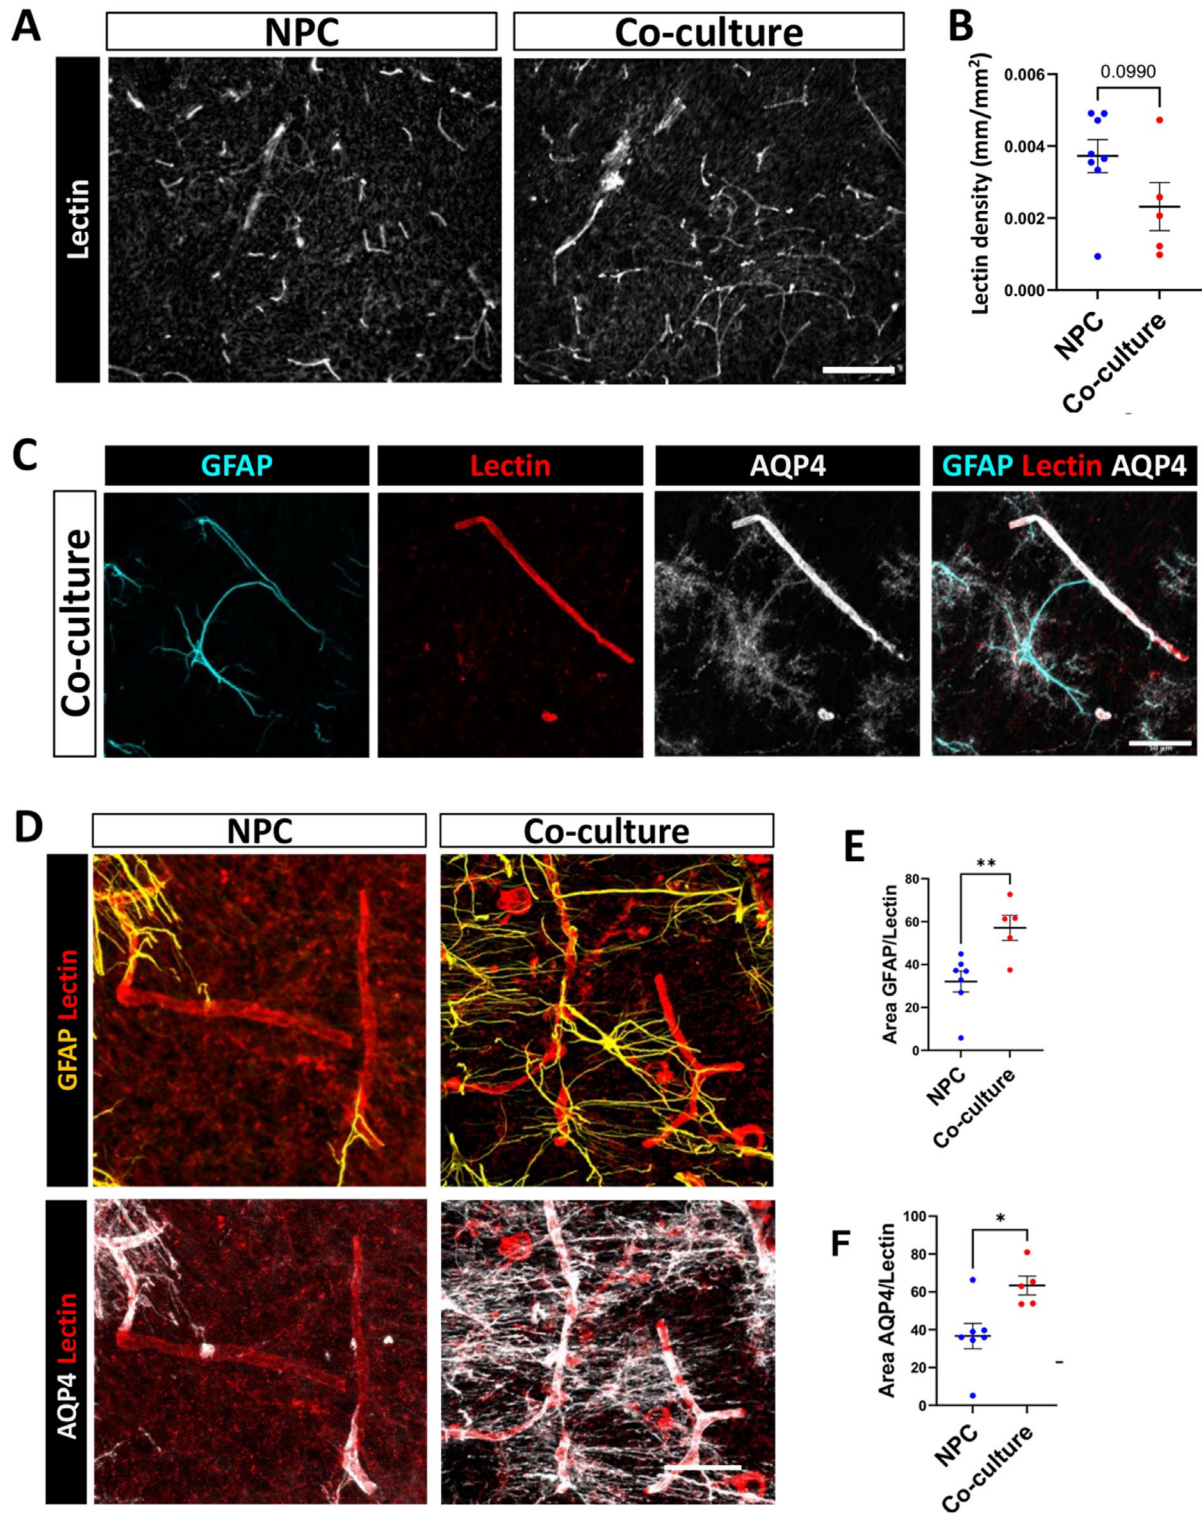 A
NPC
Co-culture
Lectin
B
0.0990
0.006
0.004
0.002
0.000
Lectin density (mm/mm²)
NPC
Co-culture
C
GFAP
Lectin
AQP4
GFAP Lectin AQP4
Co-culture
50 μm
D
NPC
Co-culture
GFAP Lectin
AQP4 Lectin
E
**
80
60
40
20
0
Area GFAP/Lectin
NPC
Co-culture
F
*
100
80
60
40
20
0
Area AQP4/Lectin
NPC
Co-culture